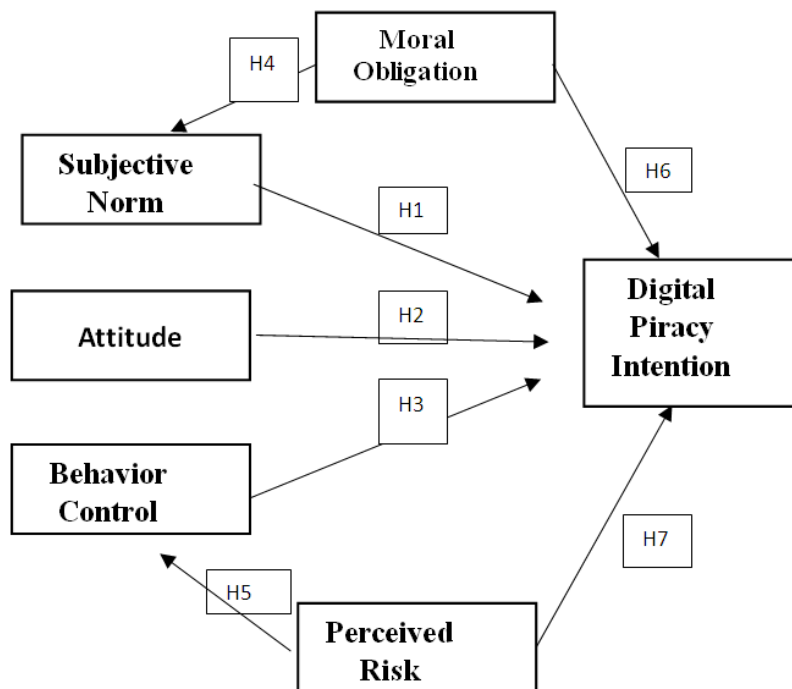 Moral
Obligation
H4
Subjective
Norm
H6
H1
Digital
Piracy
Intention
Attitude
H2
H3
Behavior
Control
H7
H5
Perceived
Risk